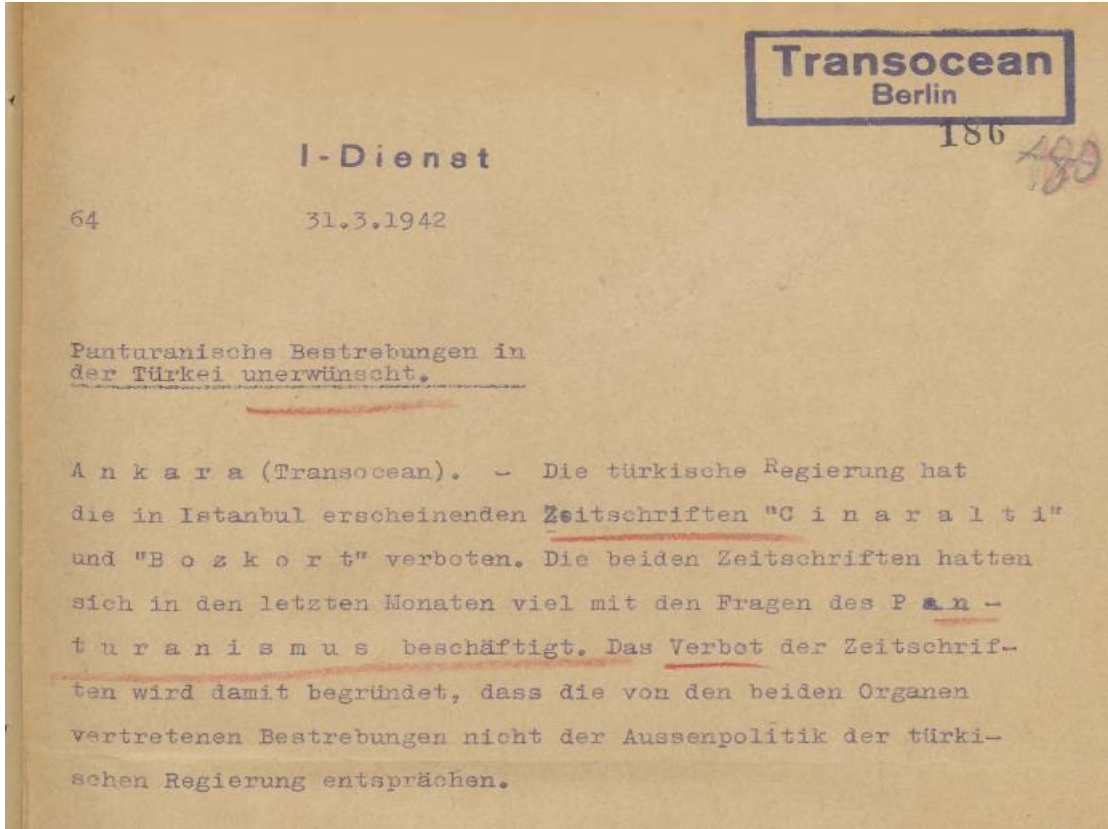 Transocean
Berlin
186
180
I-Dienst
64 31.3.1942
Panturanische Bestrebungen in
der Türkei unerwünscht.
A n k a r a (Transocean). - Die türkische Regierung hat
die in Istanbul erscheinenden Zeitschriften "C i n a r a l t i"
und "B o z k o r t" verboten. Die beiden Zeitschriften hatten
sich in den letzten Monaten viel mit den Fragen des P a n -
t u r a n i s m u s beschäftigt. Das Verbot der Zeitschrif-
ten wird damit begründet, dass die von den beiden Organen
vertretenen Bestrebungen nicht der Aussenpolitik der türki-
schen Regierung entsprächen.